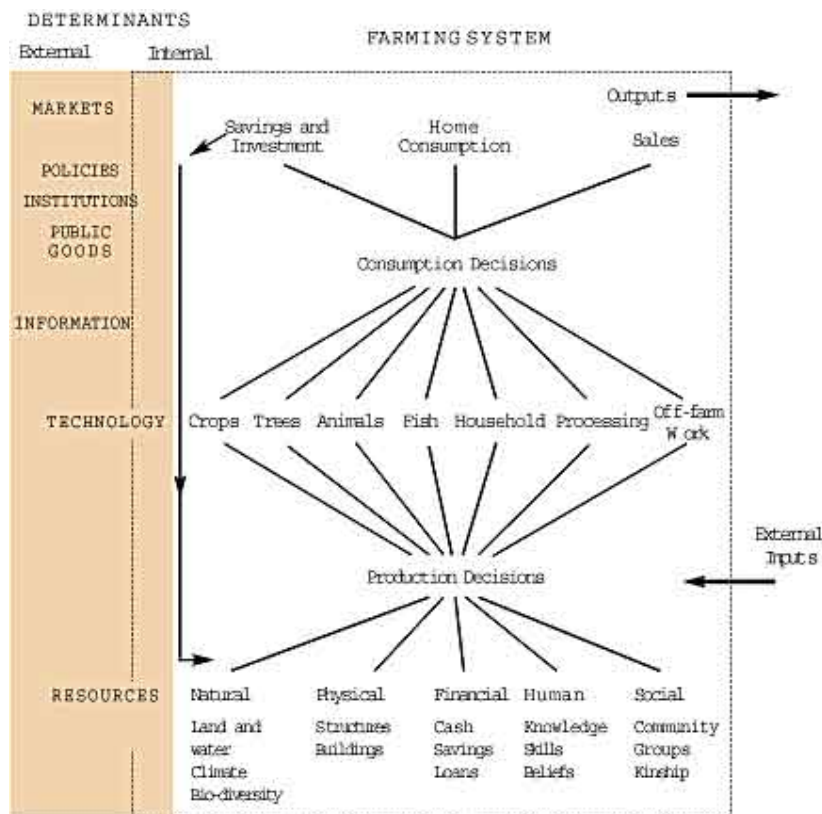 DETERMINANTS
FARMING SYSTEM
External Internal
Outputs
MARKETS
Savings and
Investment
Home
Consumption
Sales
POLICIES
INSTITUTIONS
PUBLIC
GOODS
Consumption Decisions
INFORMATION
TECHNOLOGY
Crops Trees Animals Fish Household Processing
Off-farm
Work
External
Inputs
Production Decisions
RESOURCES
Natural
Land and
water
Climate
Bio-diversity
Physical
Structures
Buildings
Financial
Cash
Savings
Loans
Human
Knowledge
Skills
Beliefs
Social
Community
Groups
Kinship